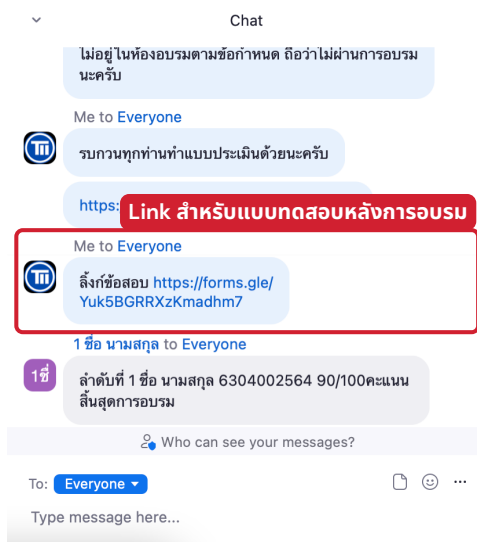 Chat
ไม่อยู่ในห้องอบรมตามข้อกำหนด ถือว่าไม่ผ่านการอบรม
นะครับ
Me to Everyone
รบกวนทุกท่านทำแบบประเมินด้วยนะครับ
https:
Link สำหรับแบบทดสอบหลังการอบรม
Me to Everyone
ลิ้งก์ข้อสอบ https://forms.gle/
Yuk5BGRRXzKmadhm7
1 ชื่อ นามสกุล to Everyone
1ชื่
ลำดับที่ 1 ชื่อ นามสกุล 6304002564 90/100คะแนน
สิ้นสุดการอบรม
Who can see your messages?
To: Everyone
Type message here...